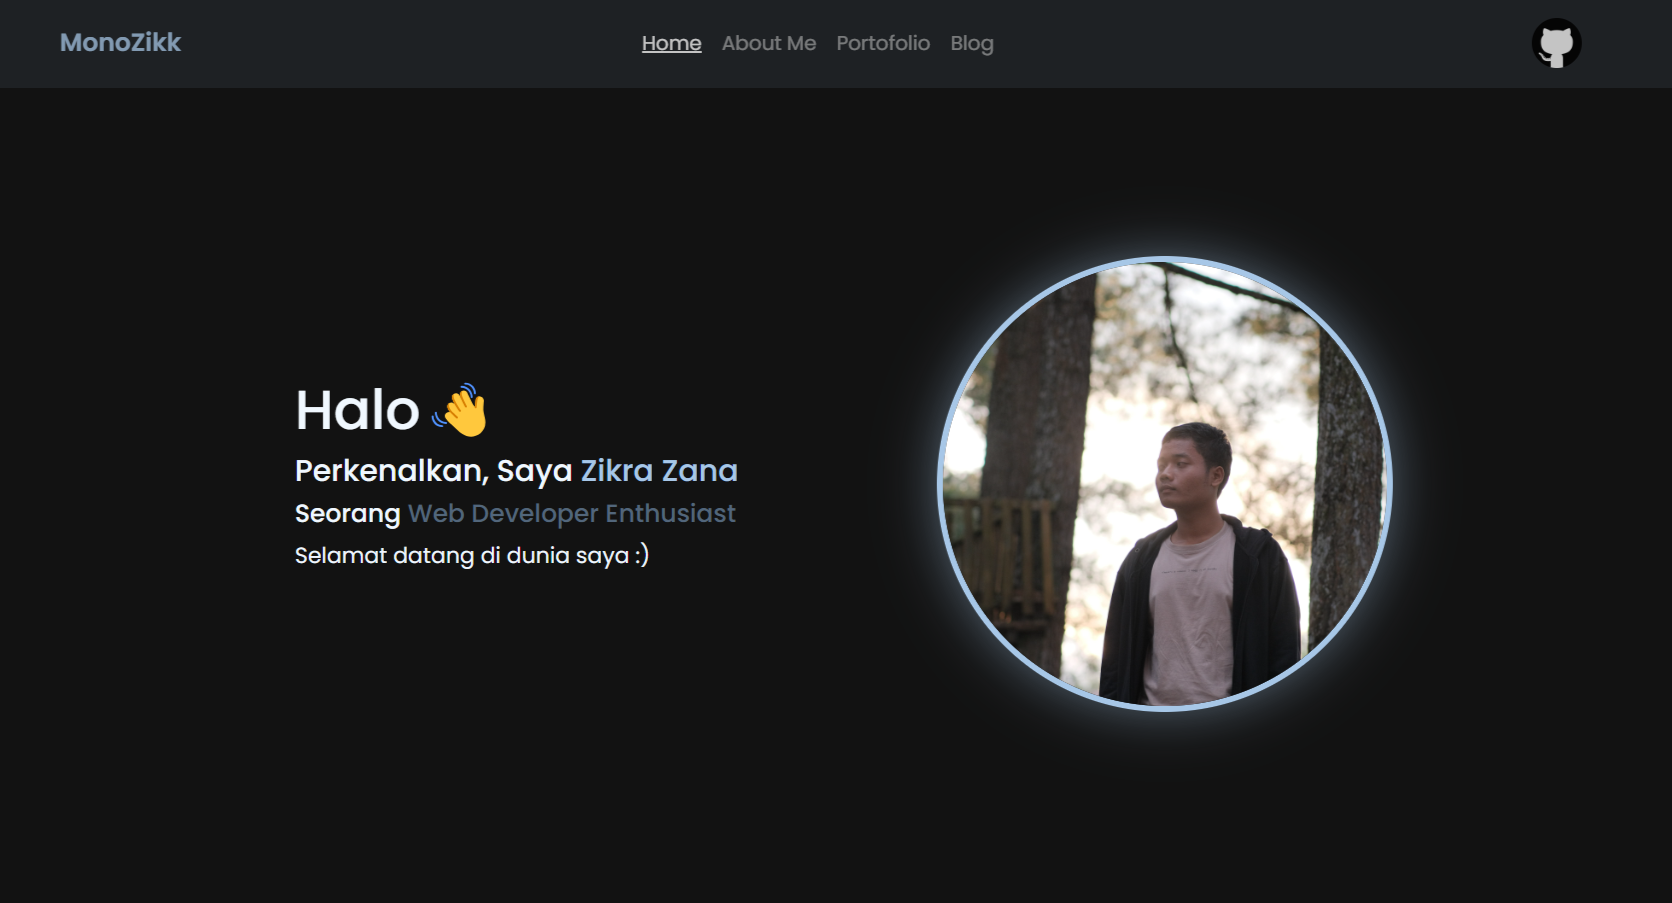 MonoZikk
Home About Me Portofolio Blog
Halo 👋
Perkenalkan, Saya Zikra Zana
Seorang Web Developer Enthusiast
Selamat datang di dunia saya :)